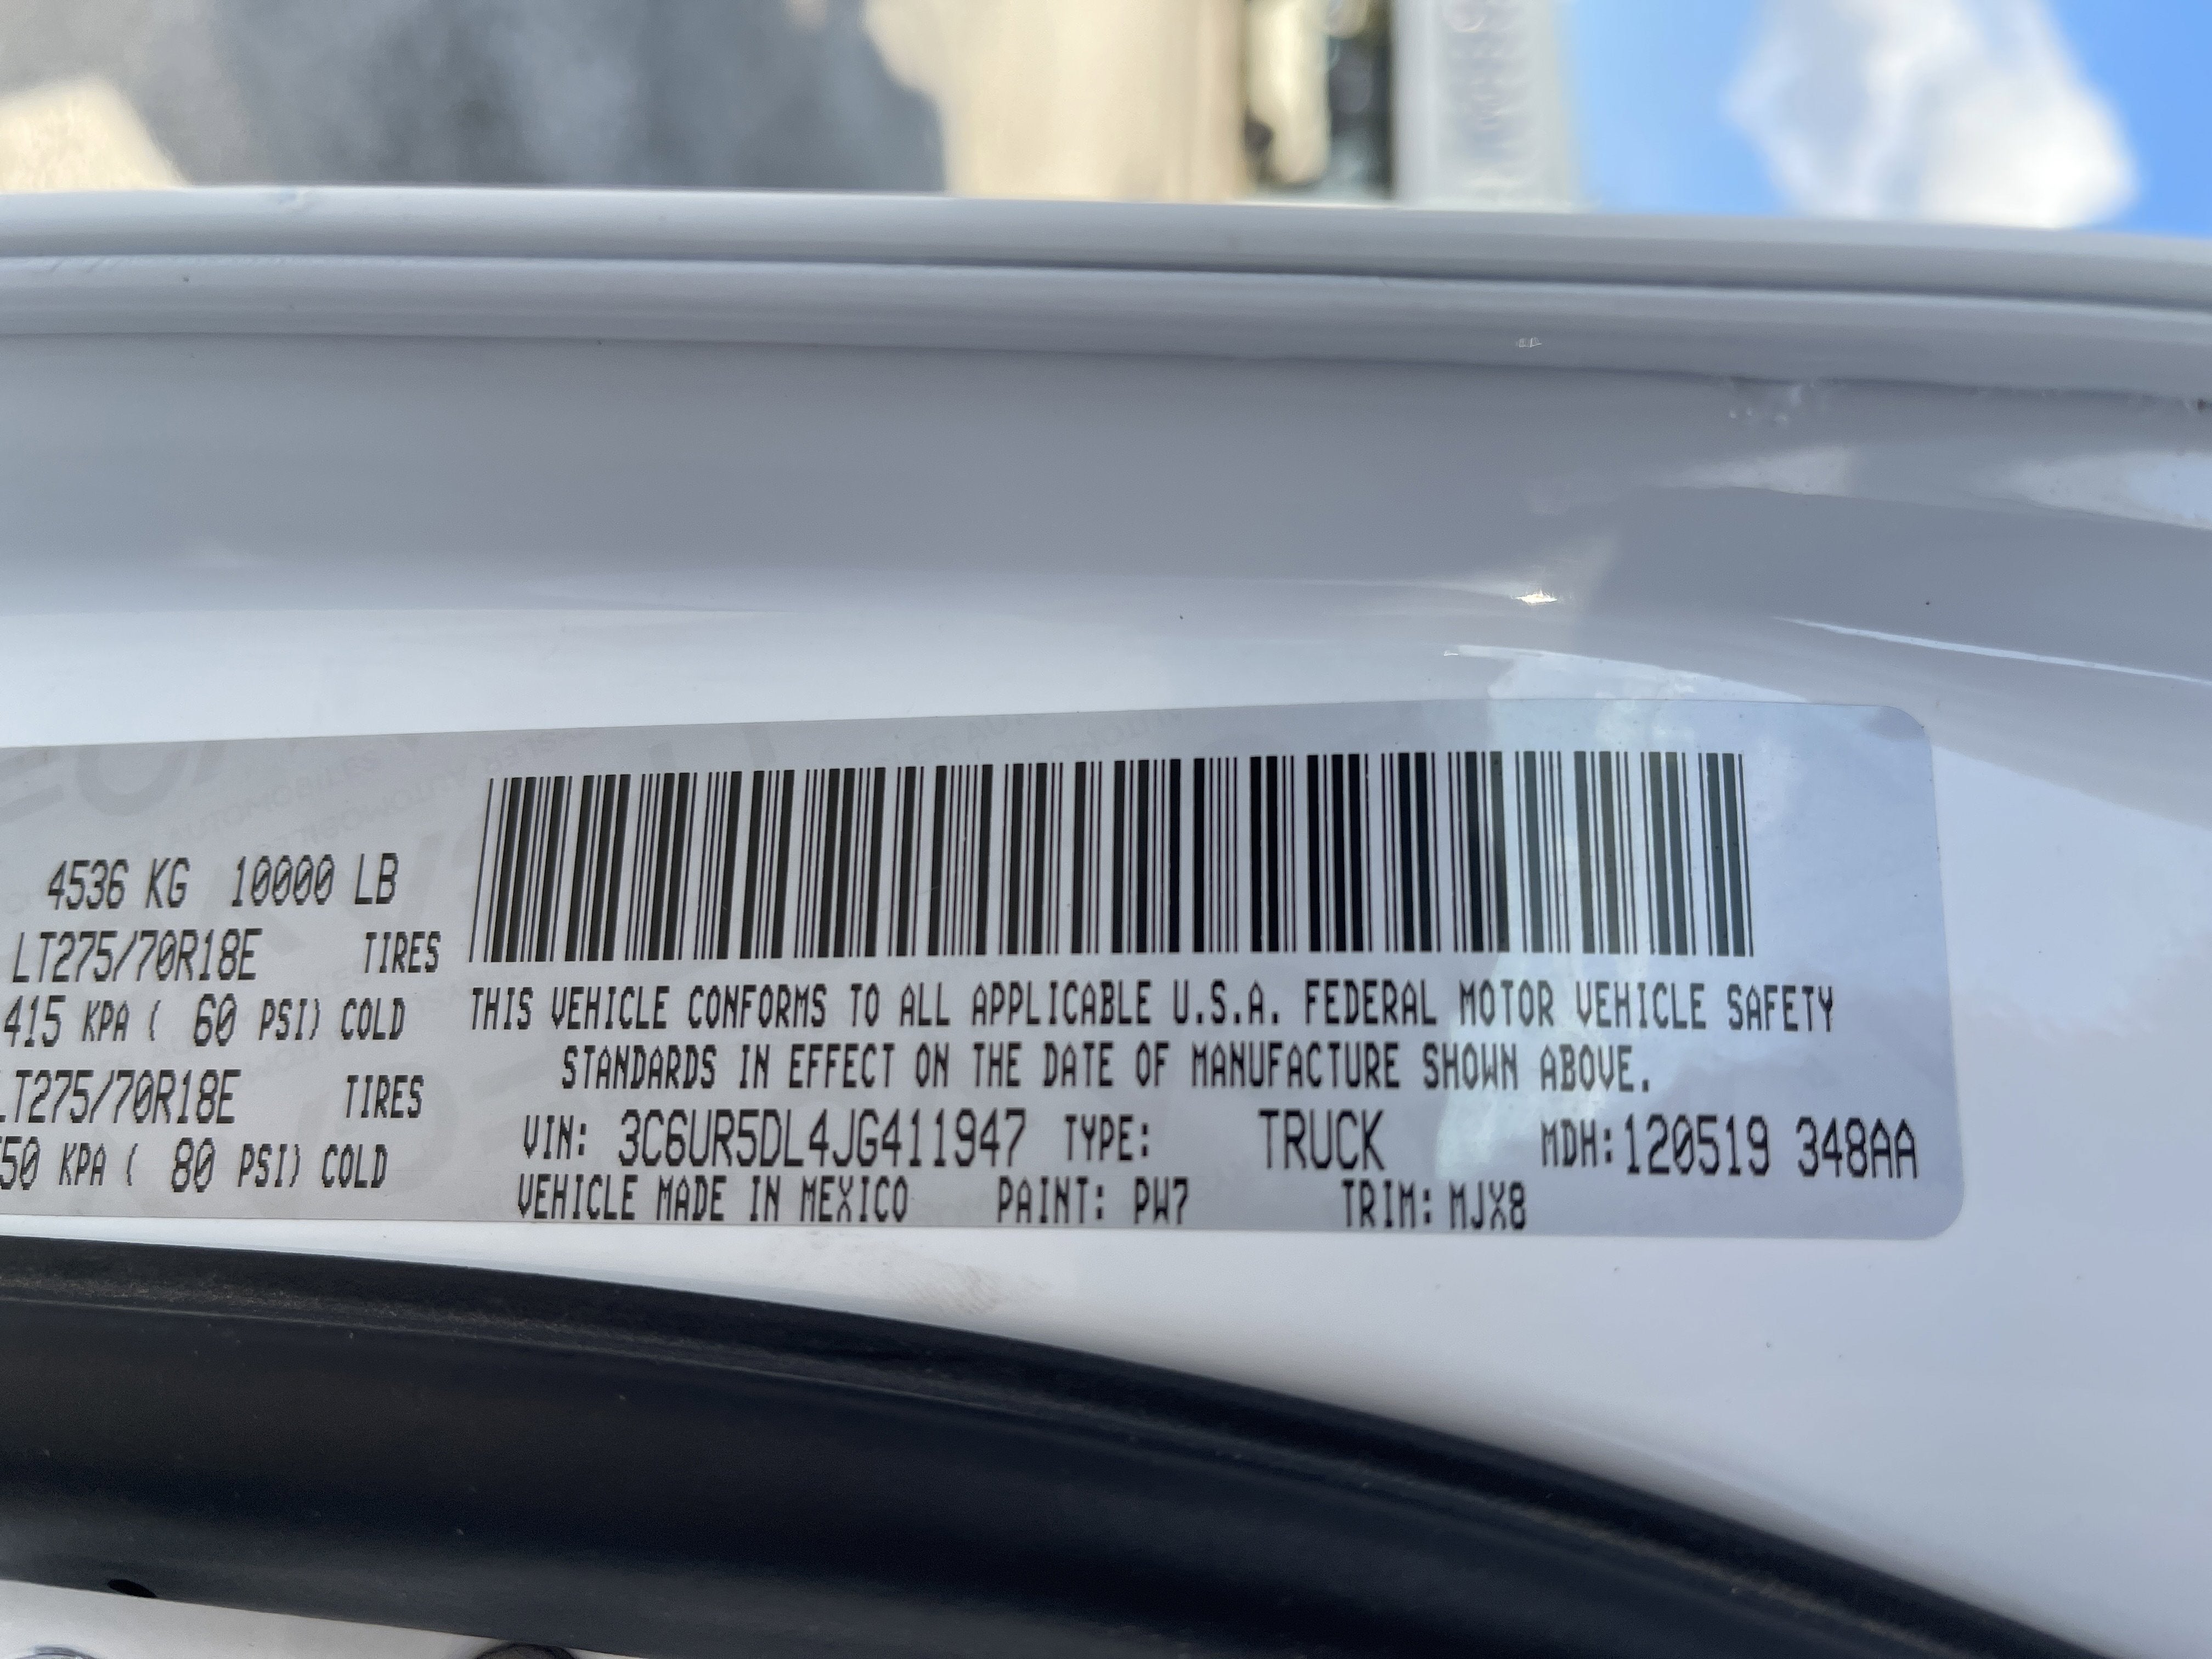 4536 KG 10000 LB
LT275/70R18E TIRES
415 KPA ( 60 PSI) COLD
LT275/70R18E TIRES
50 KPA ( 80 PSI) COLD
THIS VEHICLE CONFORMS TO ALL APPLICABLE U.S.A. FEDERAL MOTOR VEHICLE SAFETY
STANDARDS IN EFFECT ON THE DATE OF MANUFACTURE SHOWN ABOVE.
VIN: 3C6UR5DL4JG411947 TYPE: TRUCK MDH:120519 348AA
VEHICLE MADE IN MEXICO PAINT: PW7 TRIM: MJX8